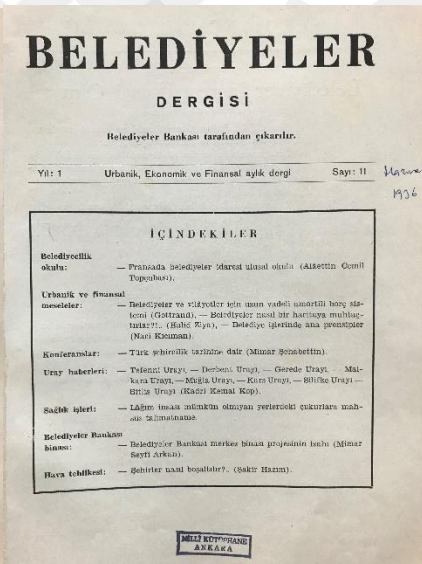 BELEDİYELER
DERGİSİ
Belediyeler Bankası tarafından çıkarılır.
Yıl: 1 Urbanik, Ekonomik ve Finansal aylık dergi Sayı: 11
1936
İÇİNDEKİLER
Belediyecilik
okulu: — Fransada belediyeler idaresi ulusal okulu (Alâettin Cemil
Topçubaşı),
Urbanik ve finansal
meseleler: — Belediyeler ve vilâyetler için uzun vadeli amortili borç sis-
temi (Gottrand), — Belediyeler nasıl bir haritaya muhtaç-
tırlar?!.. (Halid Ziya), — Belediye işlerinde ana prensipler
(Naci Kıcıman).
Konferanslar: — Türk şehircilik tarihine dair (Mimar Şehabettin).
Uray haberleri: — Tefenni Urayı, — Derbent Urayı, — Gerede Urayı, — Mal-
kara Urayı, — Muğla Urayı, — Kars Urayı, — Silifke Urayı —
Bitlis Urayı (Kadri Kemal Kop).
Sağlık işleri: — Lâğım inşası mümkün olmıyan yerlerdeki çukurlara mah-
sus talimatname.
Belediyeler Bankası
binası: — Belediyeler Bankası merkez binası projesinin izahı (Mimar
Seyfi Arkan).
Hava tehlikesi: — Şehirler nasıl boşaltılır?.. (Şakir Hazım).
MİLLÎ KÜTÜPHANE
ANKARA